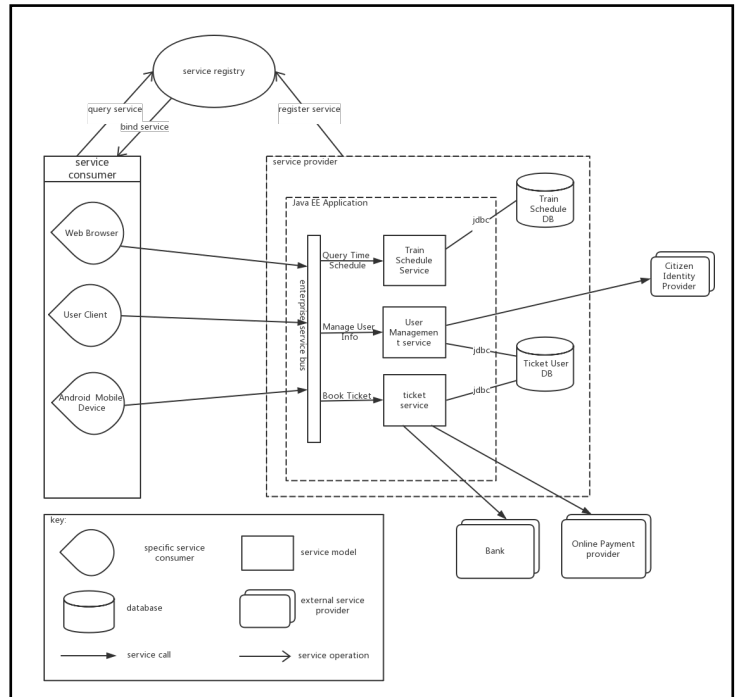 service registry
query service
bind service
register service
service
consumer
Web Browser
User Client
Android Mobile
Device
service provider
Java EE Application
enterprise service bus
Query Time
Schedule
Manage User
Info
Book Ticket
Train
Schedule
Service
User
Managemen
t service
ticket
service
jdbc
jdbc
jdbc
Train
Schedule
DB
Ticket User
DB
Citizen
Identity
Provider
Bank
Online Payment
provider
key:
specific service
consumer
service model
database
external service
provider
service call
service operation